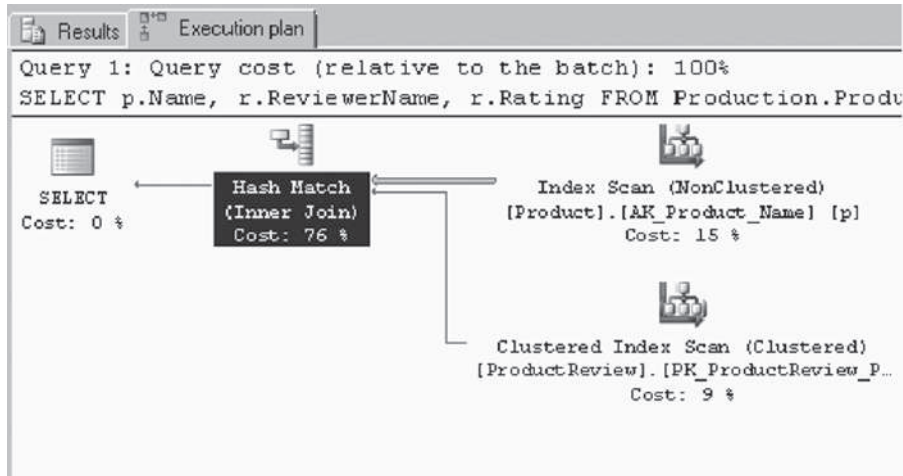 Results
Execution plan
Query 1: Query cost (relative to the batch): 100%
SELECT p.Name, r.ReviewerName, r.Rating FROM Production.Produ
SELECT
Cost: 0 %
Hash Match
(Inner Join)
Cost: 76 %
Index Scan (NonClustered)
[Product].[AK_Product_Name] [p]
Cost: 15 %
Clustered Index Scan (Clustered)
[ProductReview].[PK_ProductReview_P…
Cost: 9 %